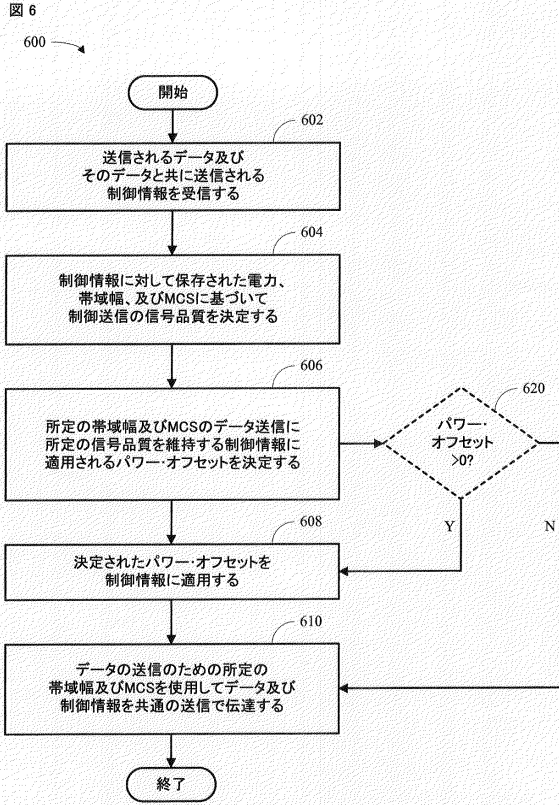 図 6
600
開始
602
送信されるデータ及び
そのデータと共に送信される
制御情報を受信する
604
制御情報に対して保存された電力、
帯域幅、及びMCSに基づいて
制御送信の信号品質を決定する
606
所定の帯域幅及びMCSのデータ送信に
所定の信号品質を維持する制御情報に
適用されるパワー・オフセットを決定する
620
パワー・
オフセット
>0?
Y
N
608
決定されたパワー・オフセットを
制御情報に適用する
610
データの送信のための所定の
帯域幅及びMCSを使用してデータ及び
制御情報を共通の送信で伝達する
終了